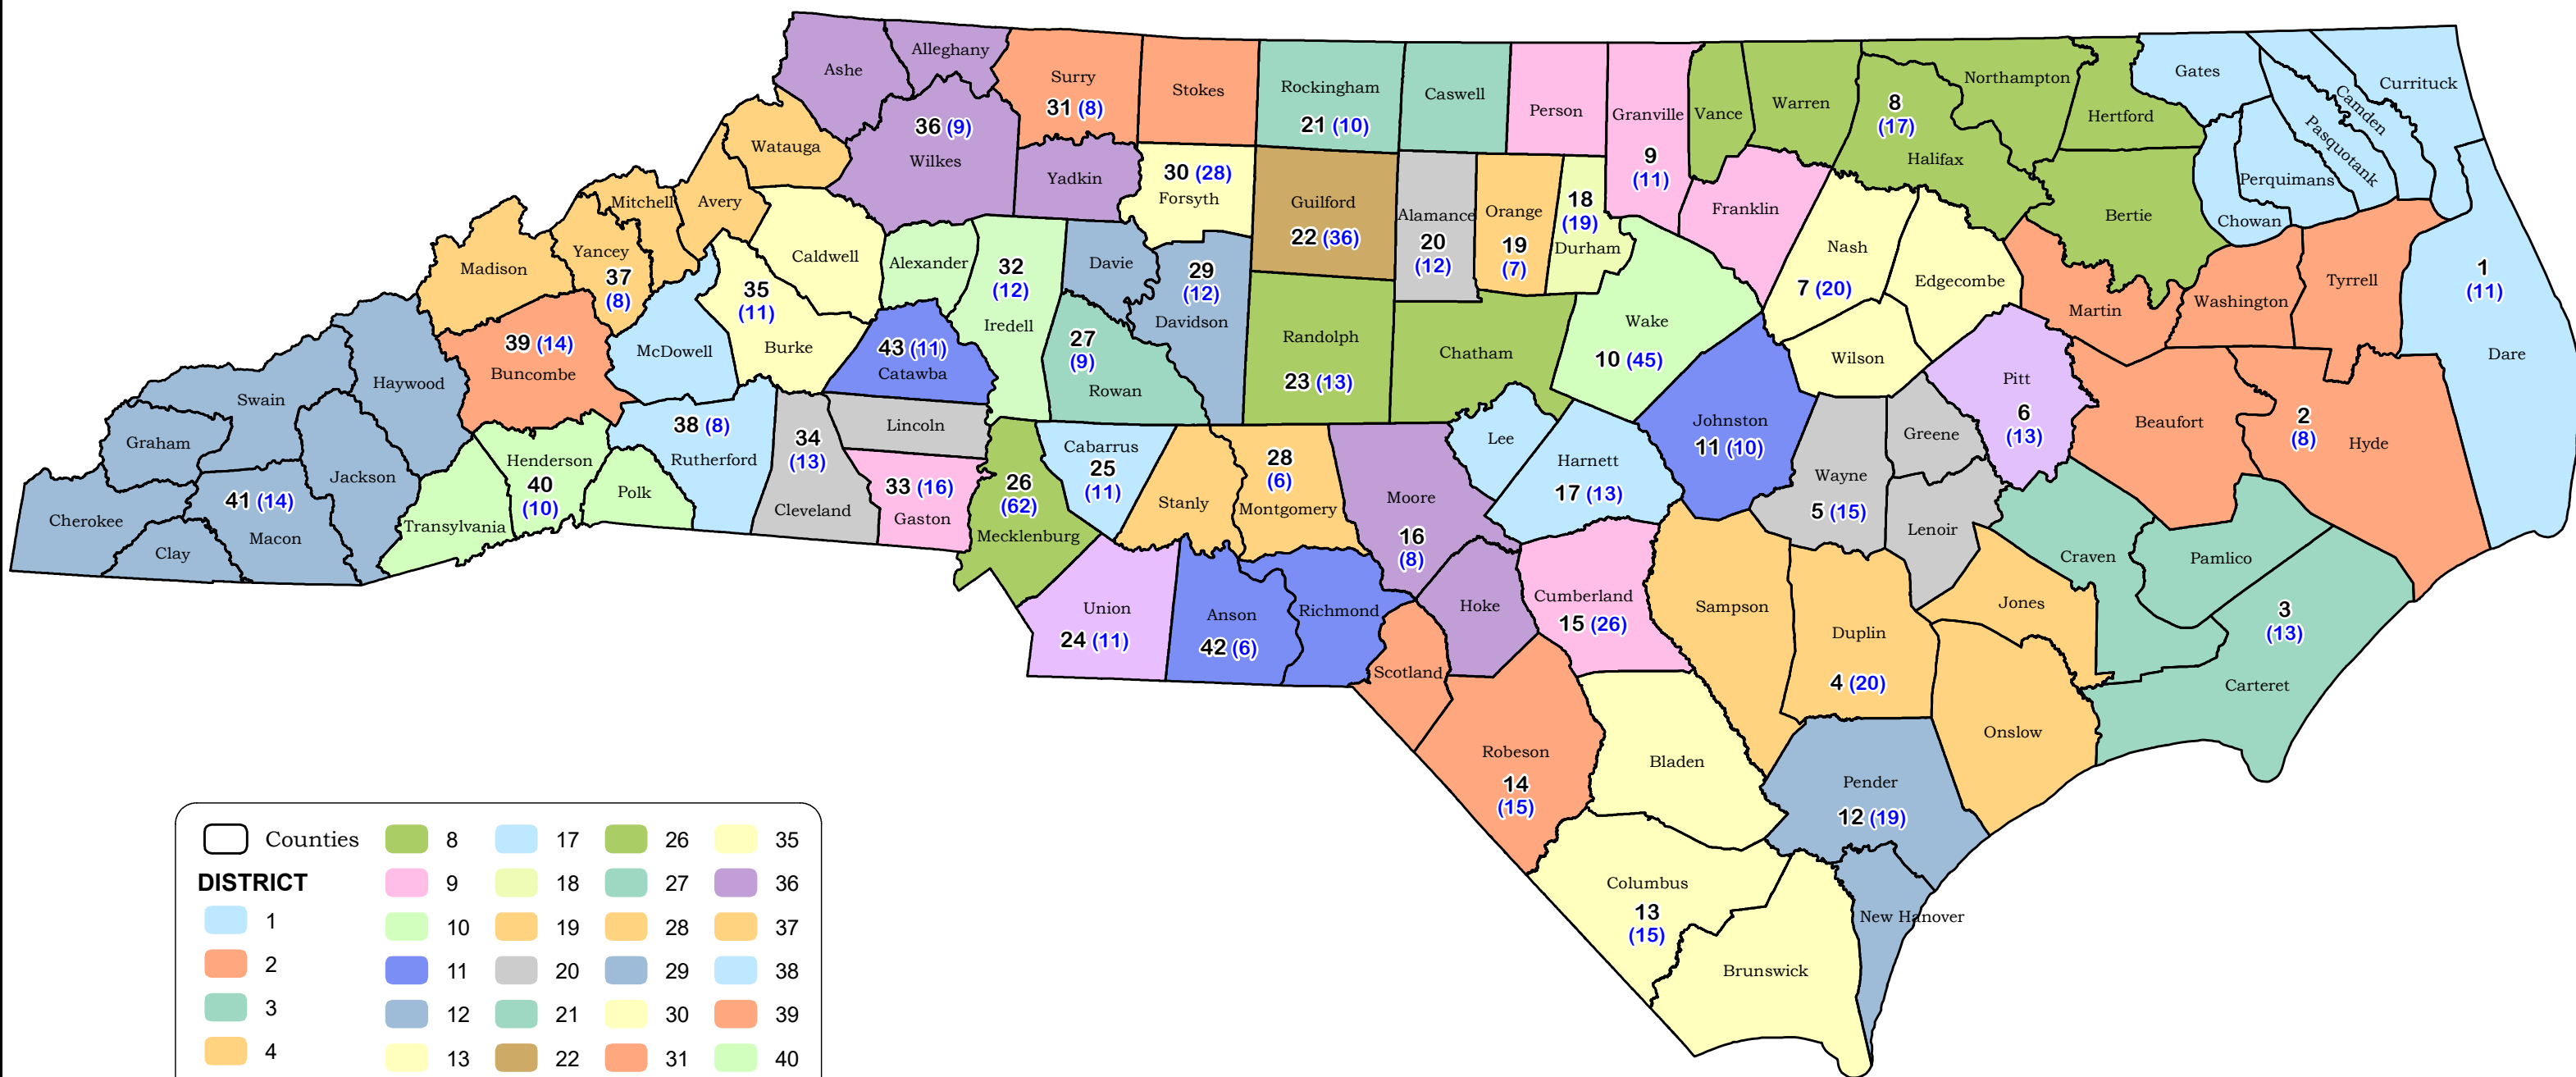 Ashe
Alleghany
Surry
31 (8)
Stokes
Rockingham
21 (10)
Caswell
Person
Granville
9
(11)
Vance
Warren
8
(17)
Halifax
Northampton
Hertford
Gates
Camden
Currituck
Pasquotank
Perquimans
Chowan
Bertie
Watauga
36 (9)
Wilkes
Yadkin
30 (28)
Forsyth
Guilford
22 (36)
Alamance
20
(12)
Orange
19
(7)
18
(19)
Durham
Franklin
Nash
7 (20)
Edgecombe
Martin
Washington
Tyrrell
1
(11)
Dare
Mitchell
Avery
Yancey
37
(8)
Madison
Caldwell
Alexander
32
(12)
Iredell
Davie
29
(12)
Davidson
Randolph
23 (13)
Chatham
Wake
10 (45)
Wilson
Pitt
6
(13)
Beaufort
2
(8)
Hyde
39 (14)
Buncombe
McDowell
35
(11)
Burke
43 (11)
Catawba
27
(9)
Rowan
Haywood
Swain
Graham
Jackson
Cherokee
41 (14)
Macon
Clay
Transylvania
Henderson
40
(10)
Polk
38 (8)
Rutherford
34
(13)
Cleveland
Lincoln
33 (16)
Gaston
26
(62)
Mecklenburg
Cabarrus
25
(11)
Stanly
28
(6)
Montgomery
Moore
16
(8)
Lee
Harnett
17 (13)
Johnston
11 (10)
Wayne
5 (15)
Greene
Lenoir
Craven
Pamlico
3
(13)
Carteret
Jones
Onslow
Union
24 (11)
Anson
42 (6)
Richmond
Scotland
Hoke
Cumberland
15 (26)
Sampson
Duplin
4 (20)
Robeson
14
(15)
Bladen
Pender
12 (19)
Columbus
13
(15)
New Hanover
Brunswick
Counties
DISTRICT
1
2
3
4
8
9
10
11
12
13
17
18
19
20
21
22
26
27
28
29
30
31
35
36
37
38
39
40